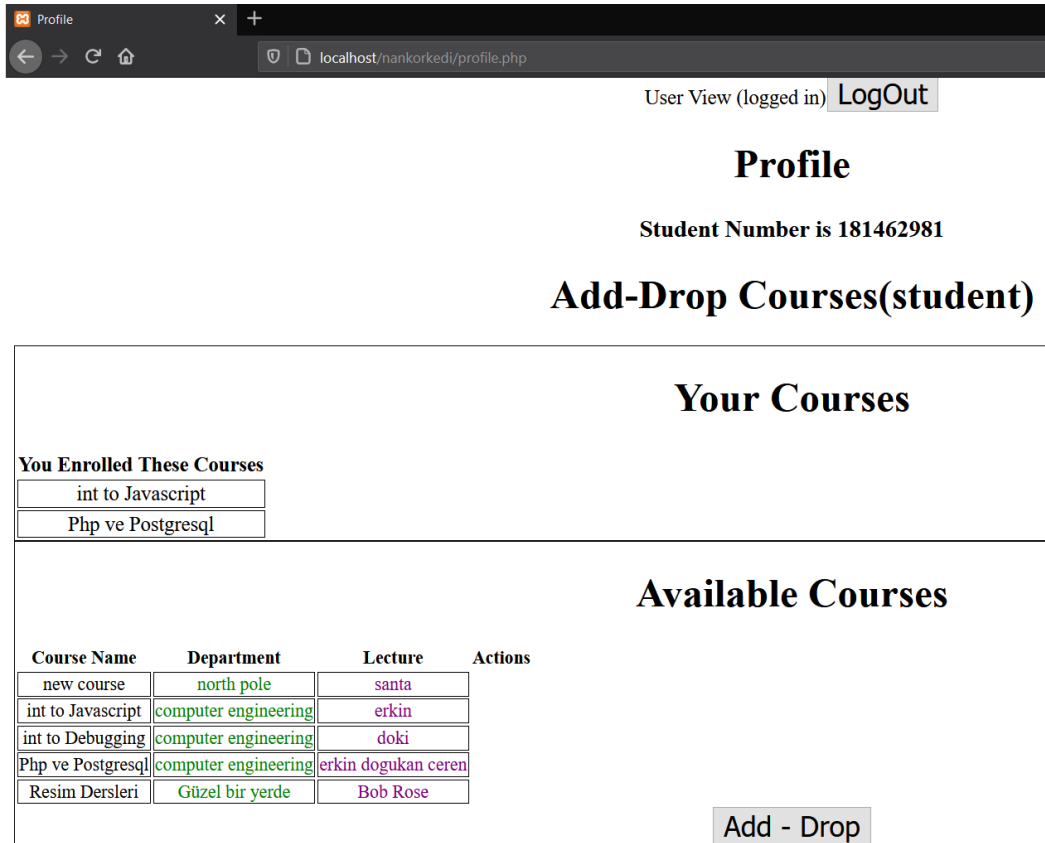 Profile
localhost/nankorkedi/profile.php
User View (logged in) LogOut
Profile
Student Number is 181462981
Add-Drop Courses(student)
Your Courses
You Enrolled These Courses
int to Javascript
Php ve Postgresql
Available Courses
Course Name Department Lecture Actions
new course north pole santa
int to Javascript computer engineering erkin
int to Debugging computer engineering doki
Php ve Postgresql computer engineering erkin dogukan ceren
Resim Dersleri Güzel bir yerde Bob Rose
Add - Drop